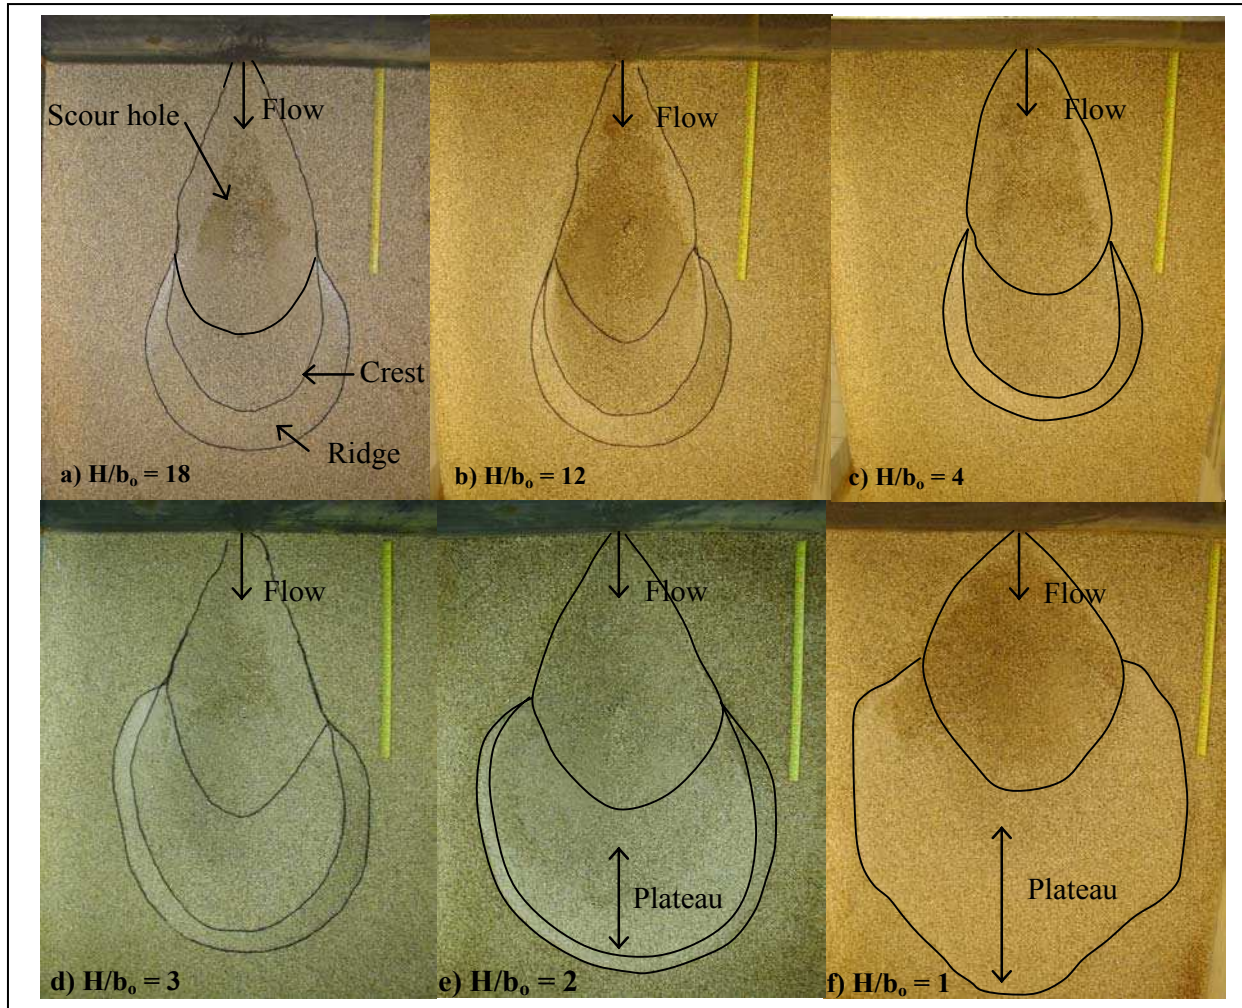 Flow
Flow
Flow
Scour hole
Crest
Ridge
a) H/bₒ = 18
b) H/bₒ = 12
c) H/bₒ = 4
Flow
Flow
Flow
Plateau
Plateau
d) H/bₒ = 3
e) H/bₒ = 2
f) H/bₒ = 1